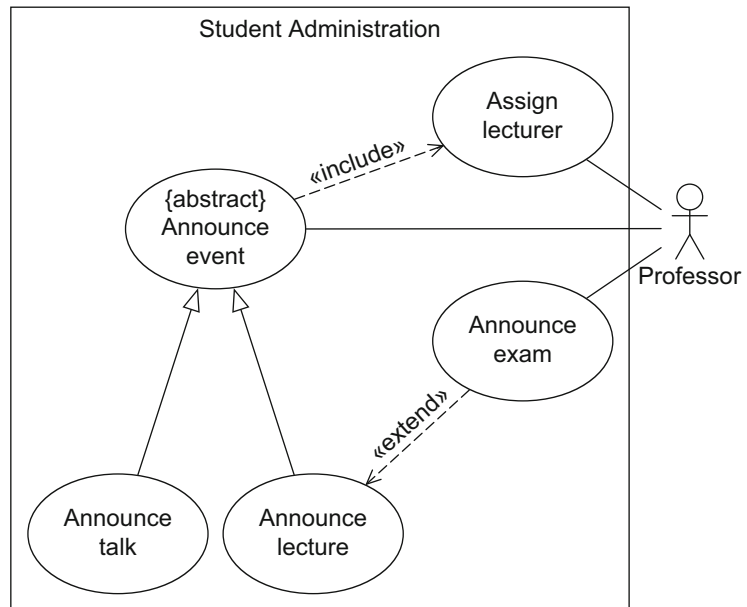 Student Administration
Assign
lecturer
«include»
{abstract}
Announce
event
Professor
Announce
exam
«extend»
Announce
talk
Announce
lecture